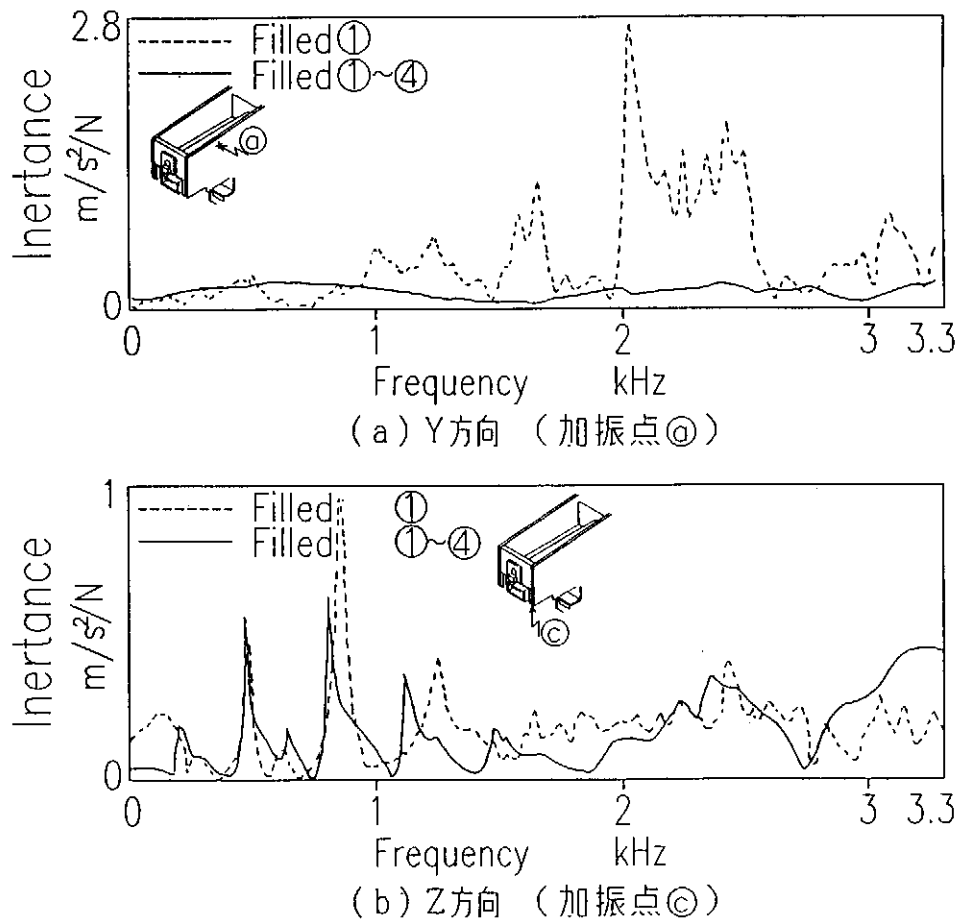 2.8
Filled①
Filled①~④
Inertance
m/s²/N
ⓐ
0
0 1 2 3 3.3
Frequency kHz
(a) Y方向 (加振点ⓐ)
1
Filled ①
Filled ①~④
Inertance
m/s²/N
ⓒ
0
0 1 2 3 3.3
Frequency kHz
(b) Z方向 (加振点ⓒ)